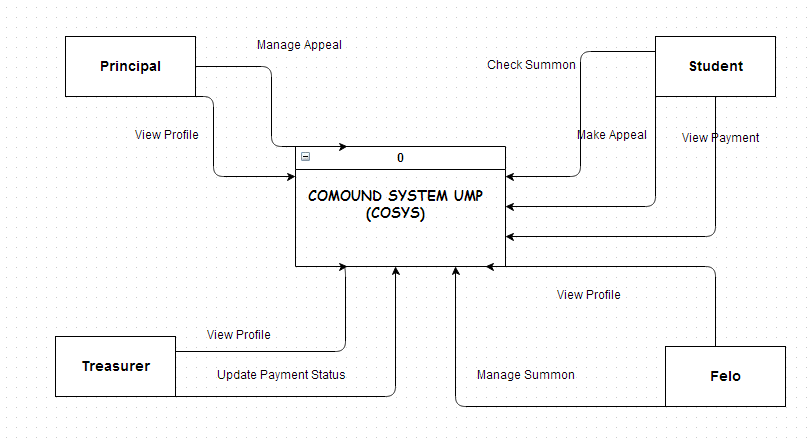 Manage Appeal
Principal
Check Summon
Student
View Profile
Make Appeal
View Payment
0
COMOUND SYSTEM UMP
(COSYS)
View Profile
View Profile
Treasurer
Update Payment Status
Manage Summon
Felo